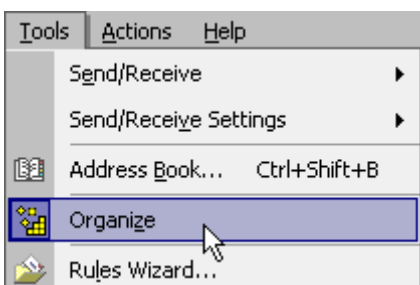 Tools Actions Help
Send/Receive
Send/Receive Settings
Address Book... Ctrl+Shift+B
Organize
Rules Wizard...